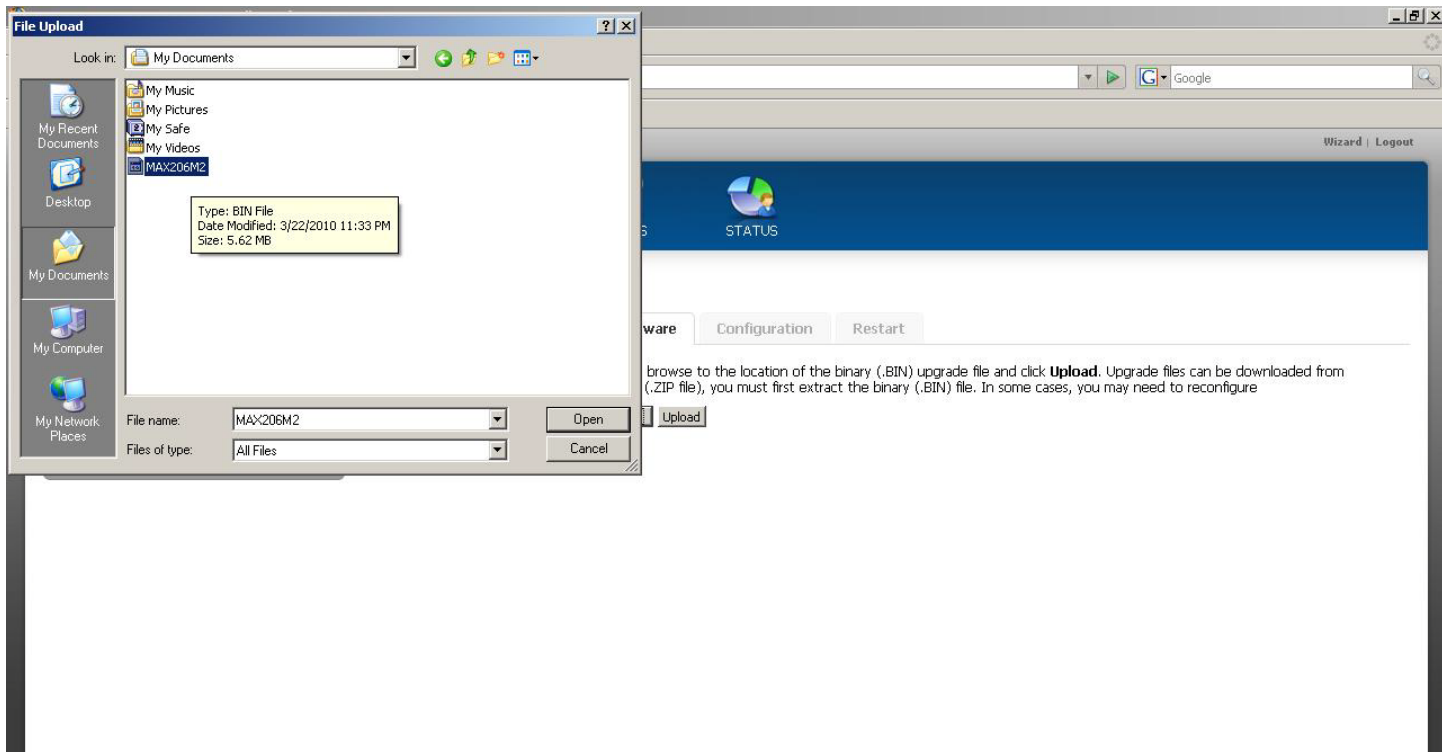 File Upload
Look in:
My Documents
My Music
My Pictures
My Safe
My Videos
MAX206M2
Type: BIN File
Date Modified: 3/22/2010 11:33 PM
Size: 5.62 MB
My Recent
Documents
Desktop
My Documents
My Computer
My Network
Places
File name:
MAX206M2
Open
Files of type:
All Files
Cancel
Google
Wizard | Logout
S
STATUS
ware
Configuration
Restart
browse to the location of the binary (.BIN) upgrade file and click Upload. Upgrade files can be downloaded from
(.ZIP file), you must first extract the binary (.BIN) file. In some cases, you may need to reconfigure
Upload